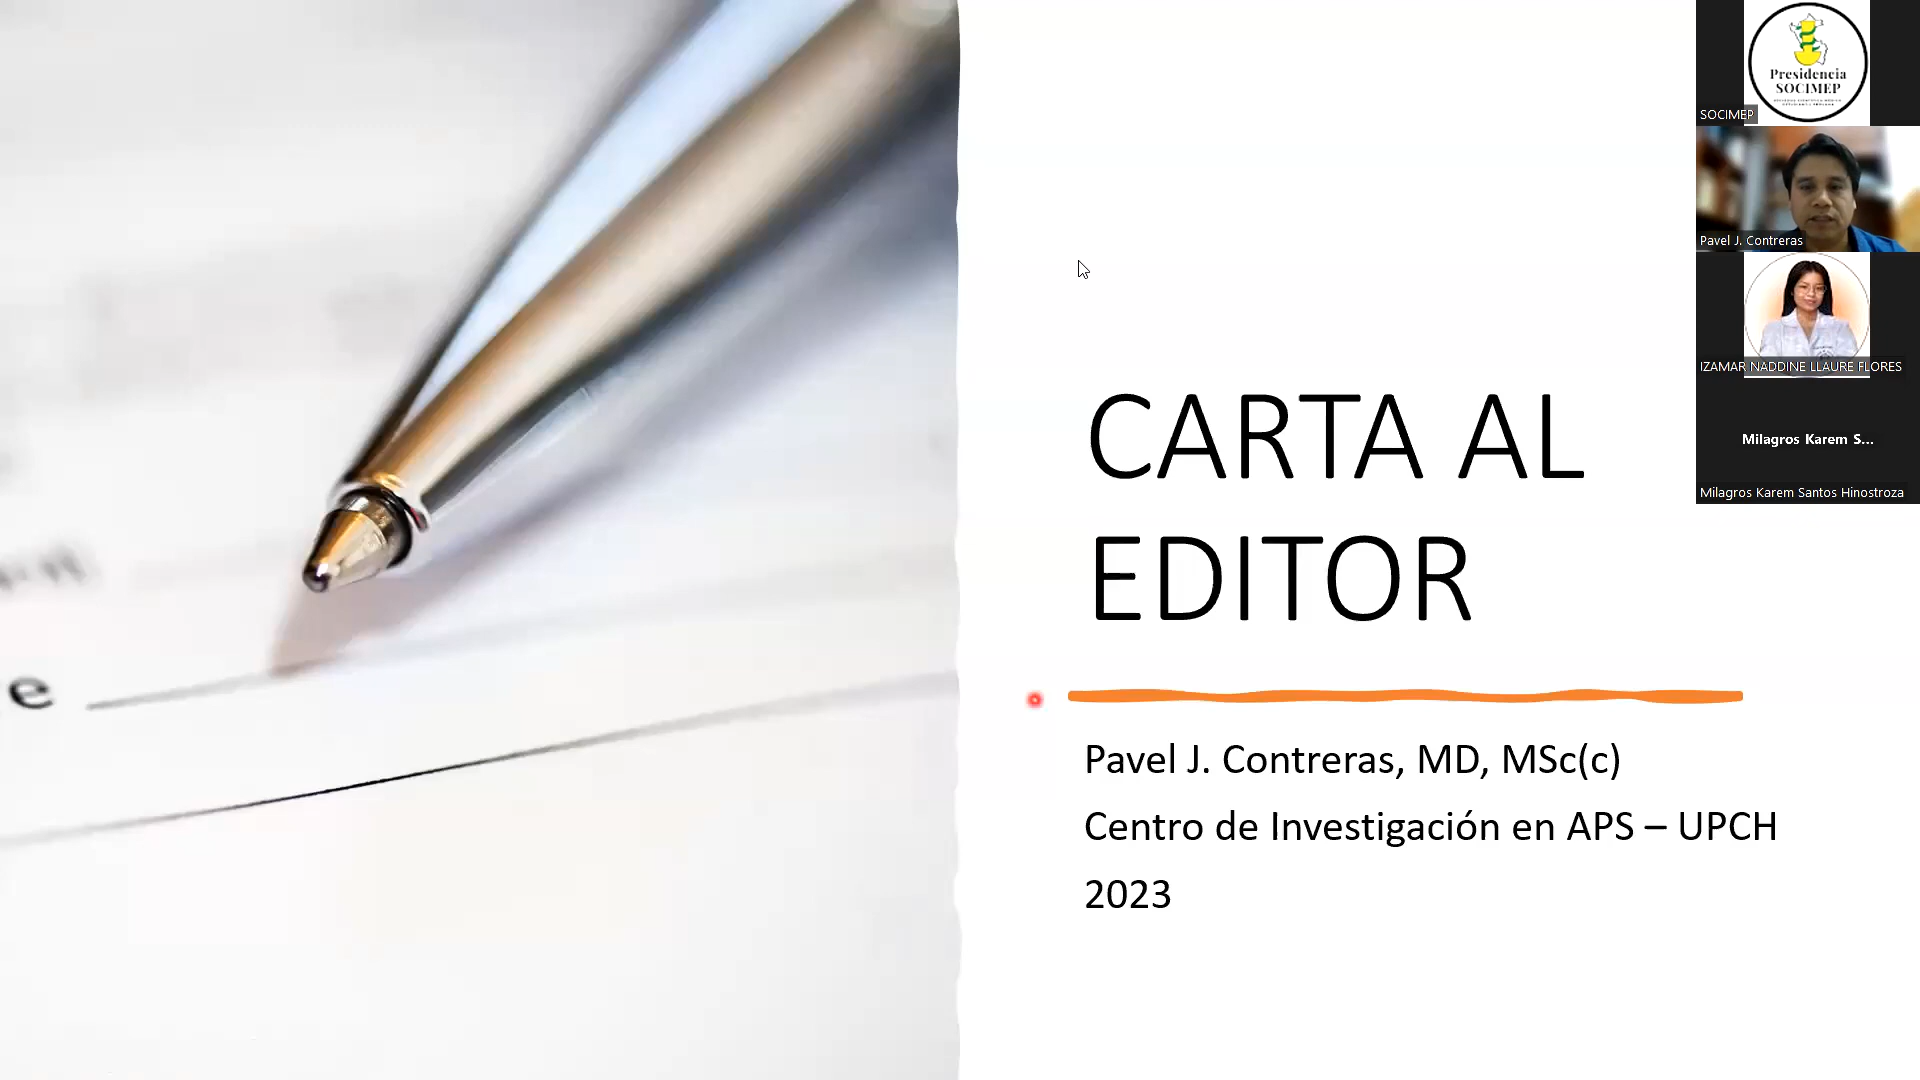 CARTA AL
EDITOR
Pavel J. Contreras, MD, MSc(c)
Centro de Investigación en APS – UPCH
2023
e
Presidencia
SOCIMEP
SOCIMEP
Pavel J. Contreras
IZAMAR NADDINE LLAURE FLORES
Milagros Karem S...
Milagros Karem Santos Hinostroza